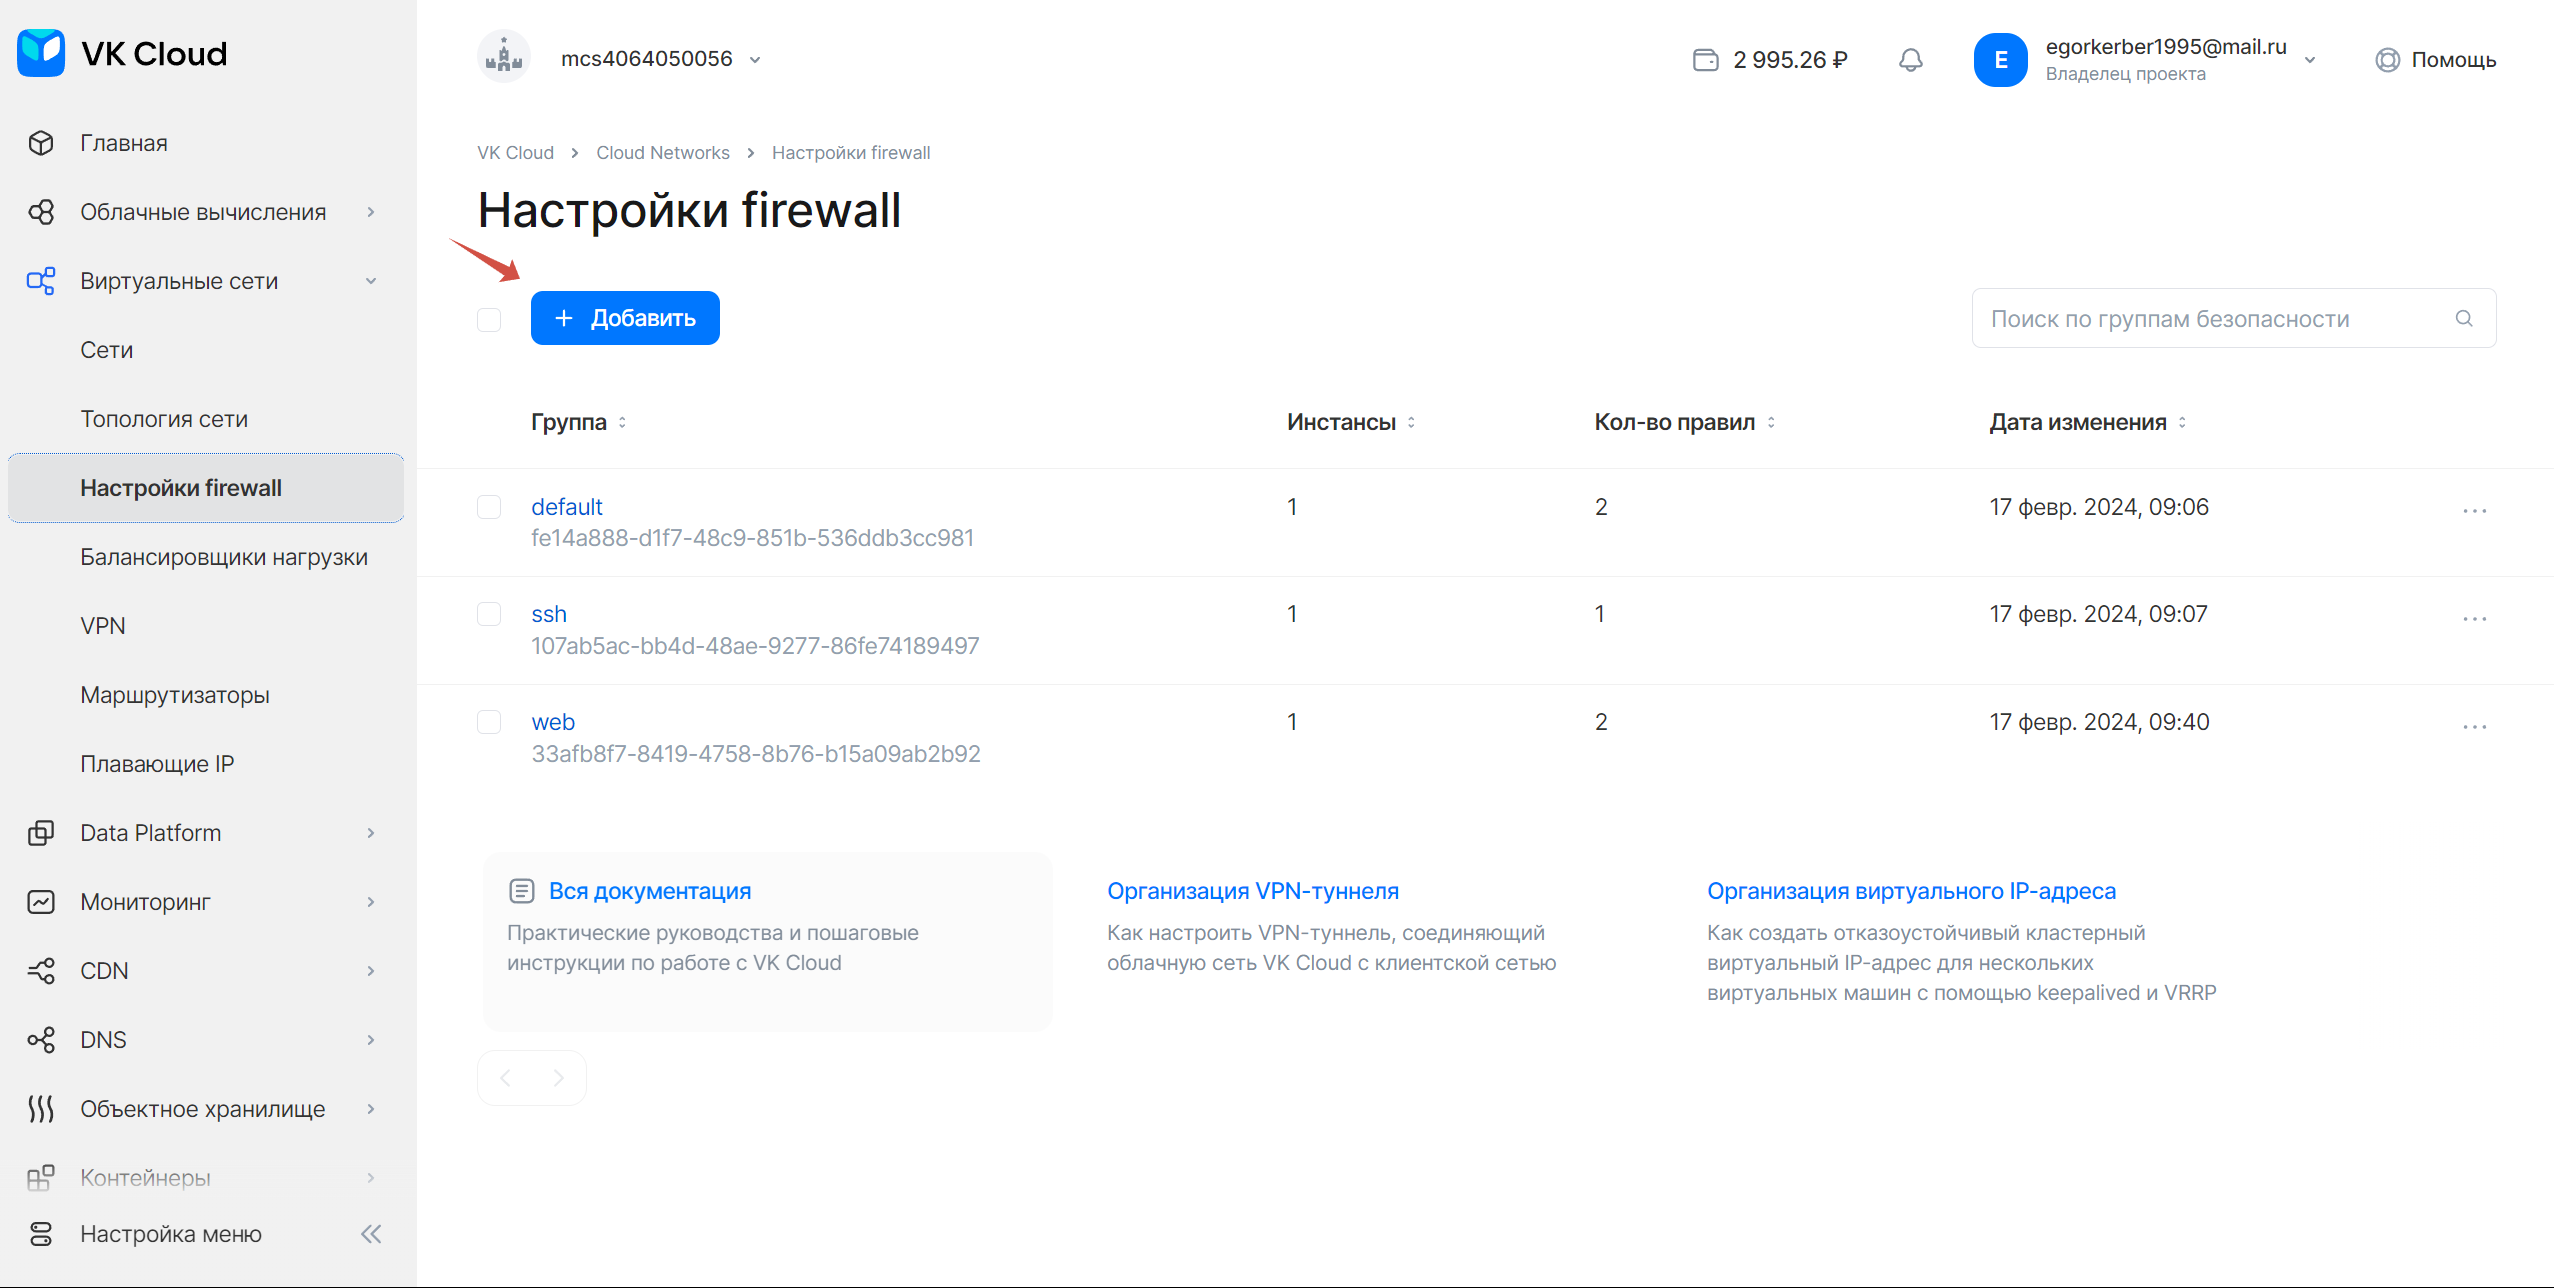 VK Cloud
mcs4064050056
2 995.26 ₽
E
egorkerber1995@mail.ru
Владелец проекта
Помощь
Главная
Облачные вычисления
Виртуальные сети
Сети
Топология сети
Настройки firewall
Балансировщики нагрузки
VPN
Маршрутизаторы
Плавающие IP
Data Platform
Мониторинг
CDN
DNS
Объектное хранилище
Контейнеры
Настройка меню
VK Cloud > Cloud Networks > Настройки firewall
Настройки firewall
+ Добавить
Поиск по группам безопасности
Группа Инстансы Кол-во правил Дата изменения
default 1 2 17 февр. 2024, 09:06
fe14a888-d1f7-48c9-851b-536ddb3cc981
ssh 1 1 17 февр. 2024, 09:07
107ab5ac-bb4d-48ae-9277-86fe74189497
web 1 2 17 февр. 2024, 09:40
33afb8f7-8419-4758-8b76-b15a09ab2b92
Вся документация
Практические руководства и пошаговые
инструкции по работе с VK Cloud
Организация VPN-туннеля
Как настроить VPN-туннель, соединяющий
облачную сеть VK Cloud с клиентской сетью
Организация виртуального IP-адреса
Как создать отказоустойчивый кластерный
виртуальный IP-адрес для нескольких
виртуальных машин с помощью keepalived и VRRP